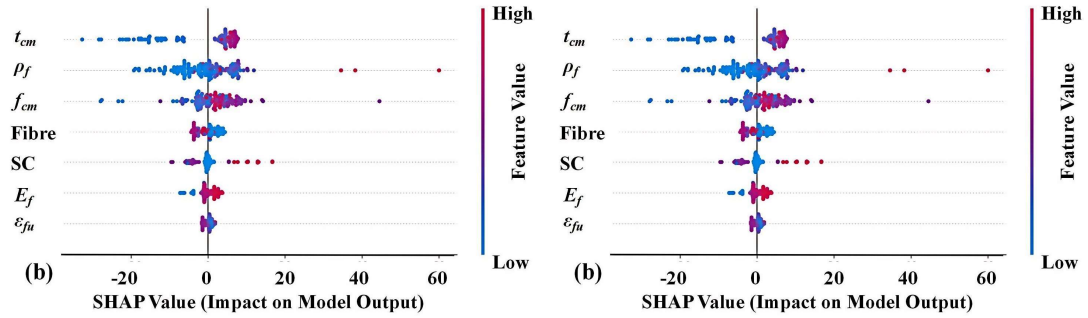 High
t_cm
ρ_f
f_cm
Fibre
SC
E_f
ε_fu
Feature Value
Low
(b)
-20 0 20 40 60
SHAP Value (Impact on Model Output)
High
t_cm
ρ_f
f_cm
Fibre
SC
E_f
ε_fu
Feature Value
Low
(b)
-20 0 20 40 60
SHAP Value (Impact on Model Output)